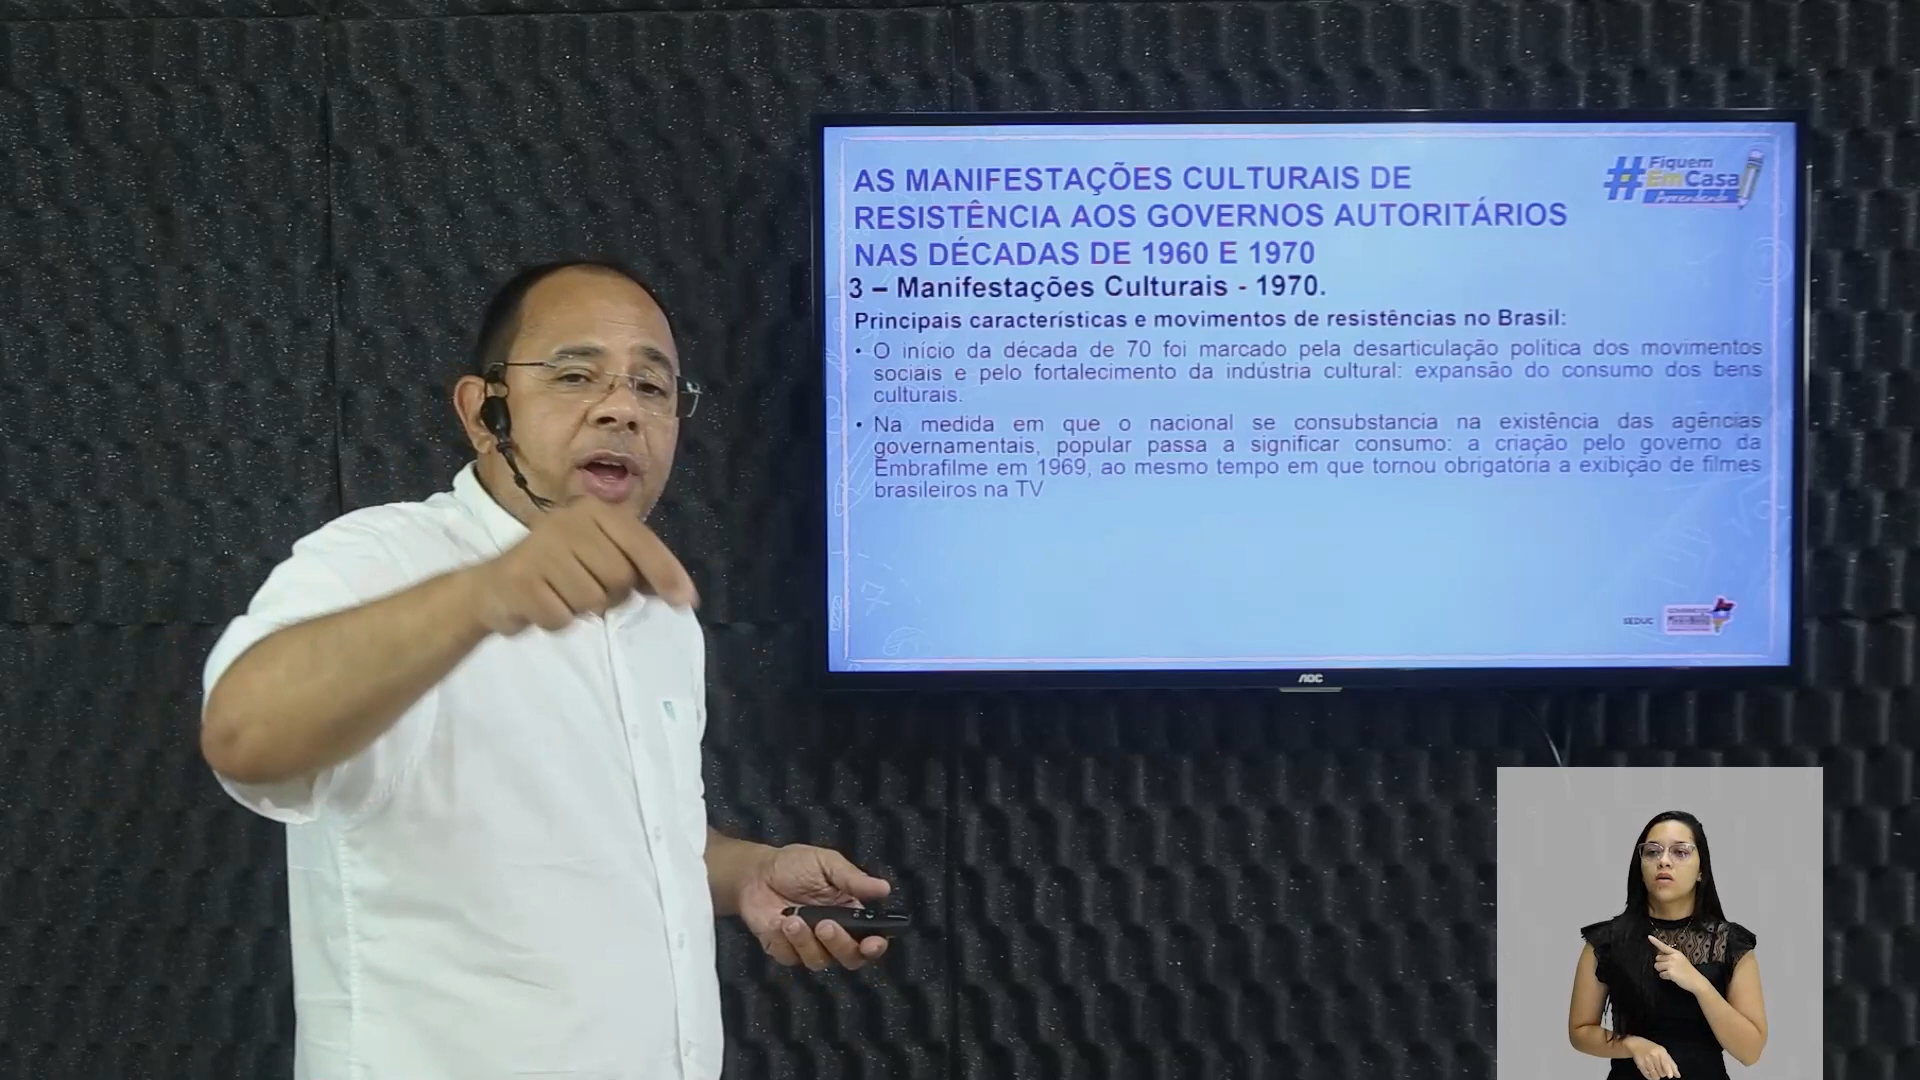 AS MANIFESTAÇÕES CULTURAIS DE
RESISTÊNCIA AOS GOVERNOS AUTORITÁRIOS
NAS DÉCADAS DE 1960 E 1970
#Fiquem
EmCasa
Aprendendo
3 – Manifestações Culturais - 1970.
Principais características e movimentos de resistências no Brasil:
• O início da década de 70 foi marcado pela desarticulação política dos movimentos
sociais e pelo fortalecimento da indústria cultural: expansão do consumo dos bens
culturais.
• Na medida em que o nacional se consubstancia na existência das agências
governamentais, popular passa a significar consumo: a criação pelo governo da
Embrafilme em 1969, ao mesmo tempo em que tornou obrigatória a exibição de filmes
brasileiros na TV
SEDUC
AOC